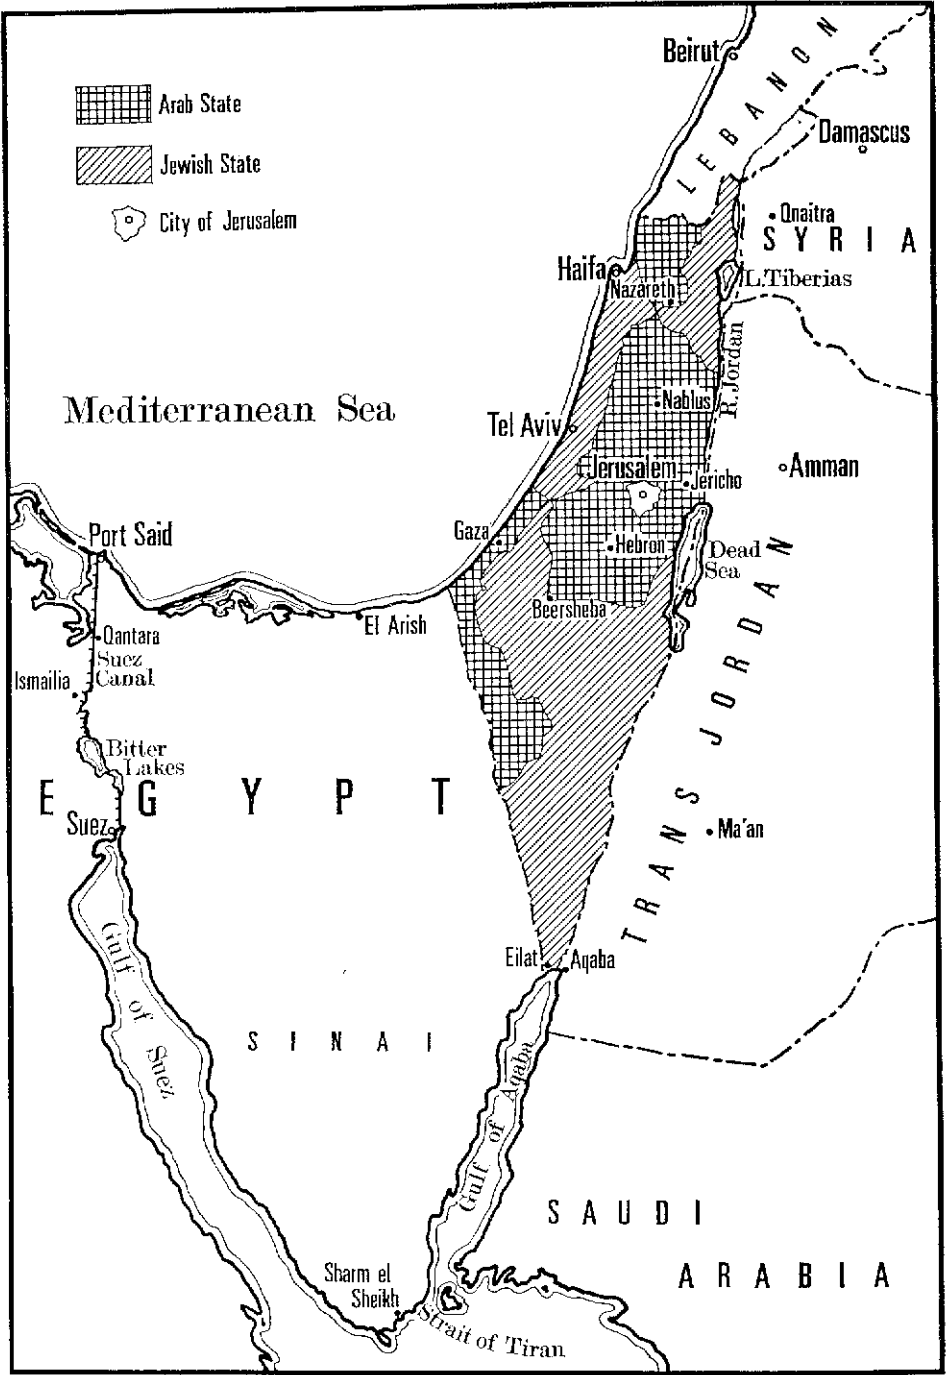 Beirut
LEBANON
Arab State
Damascus
Jewish State
Qnaitra
City of Jerusalem
SYRIA
Haifa
L.Tiberias
Nazareth
R. Jordan
Mediterranean Sea
Nablus
Tel Aviv
Jerusalem
Amman
Jericho
Gaza
Port Said
Hebron
Dead
Sea
Beersheba
El Arish
Qantara
Suez
Canal
Ismailia
TRANS JORDAN
Bitter
Lakes
EGYPT
Suez
Ma'an
Eilat
Aqaba
Gulf of Suez
SINAI
Gulf of Aqaba
SAUDI
ARABIA
Sharm el
Sheikh
Strait of Tiran